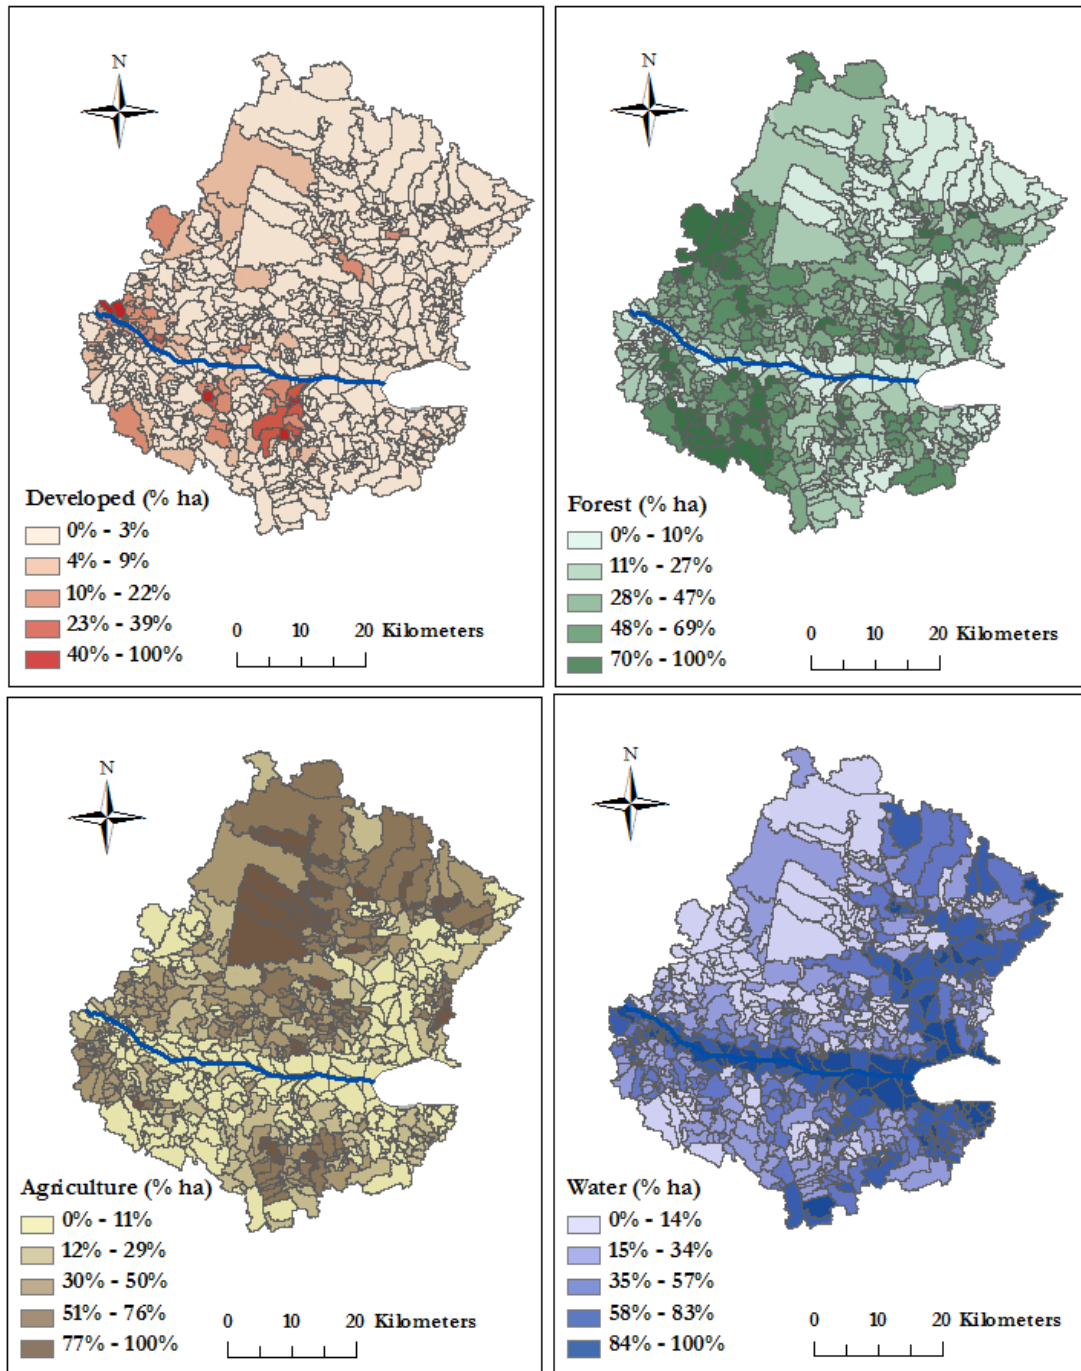 N
Developed (% ha)
0% - 3%
4% - 9%
10% - 22%
23% - 39%
40% - 100%
0 10 20 Kilometers
N
Forest (% ha)
0% - 10%
11% - 27%
28% - 47%
48% - 69%
70% - 100%
0 10 20 Kilometers
N
Agriculture (% ha)
0% - 11%
12% - 29%
30% - 50%
51% - 76%
77% - 100%
0 10 20 Kilometers
N
Water (% ha)
0% - 14%
15% - 34%
35% - 57%
58% - 83%
84% - 100%
0 10 20 Kilometers